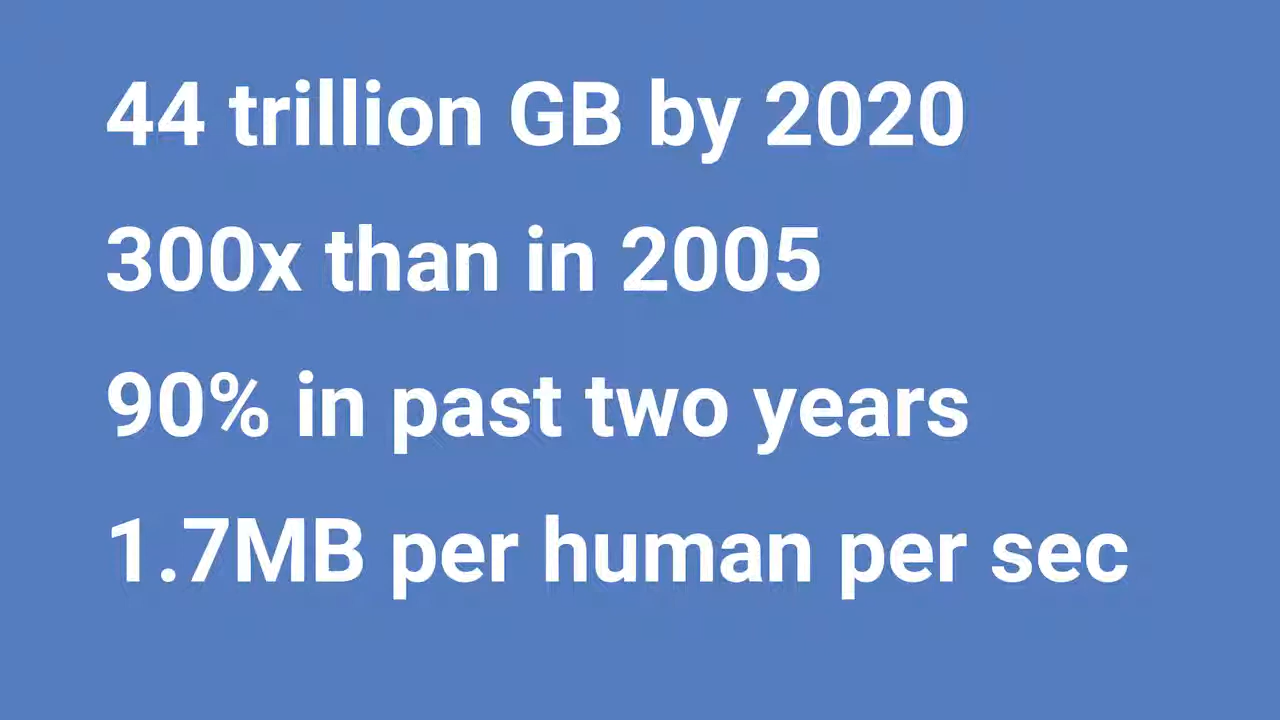 44 trillion GB by 2020
300x than in 2005
90% in past two years
1.7MB per human per sec